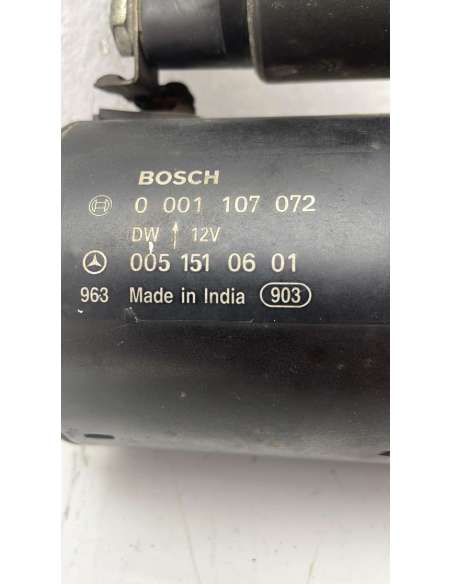 BOSCH
0 001 107 072
DW ↑ 12V
005 151 06 01
963 Made in India 903